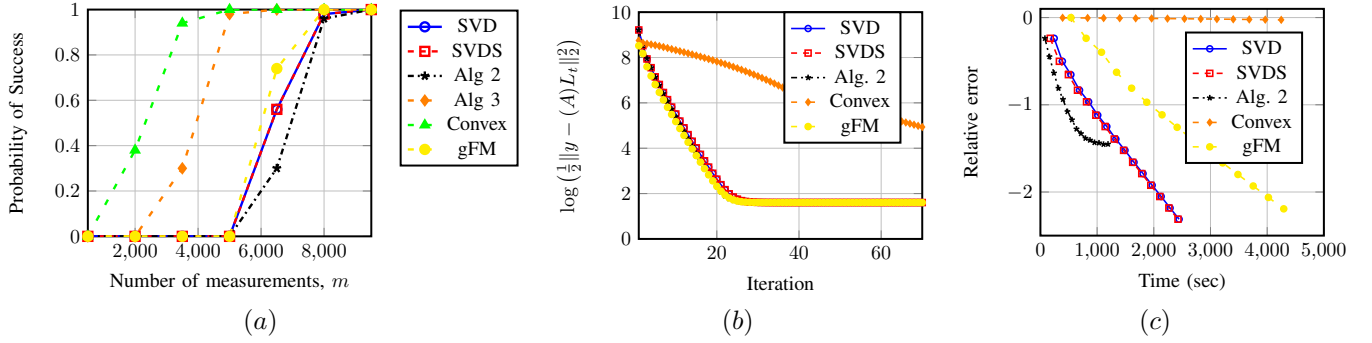 Probability of Success
1
0.8
0.6
0.4
0.2
0
2,000 4,000 6,000 8,000
Number of measurements, m
SVD
SVDS
Alg 2
Alg 3
Convex
gFM
(a)
log (½‖y − (A)L_t‖²₂)
10
8
6
4
2
0
20 40 60
Iteration
SVD
SVDS
Alg. 2
Convex
gFM
(b)
Relative error
0
−1
−2
0 1,000 2,000 3,000 4,000 5,000
Time (sec)
SVD
SVDS
Alg. 2
Convex
gFM
(c)